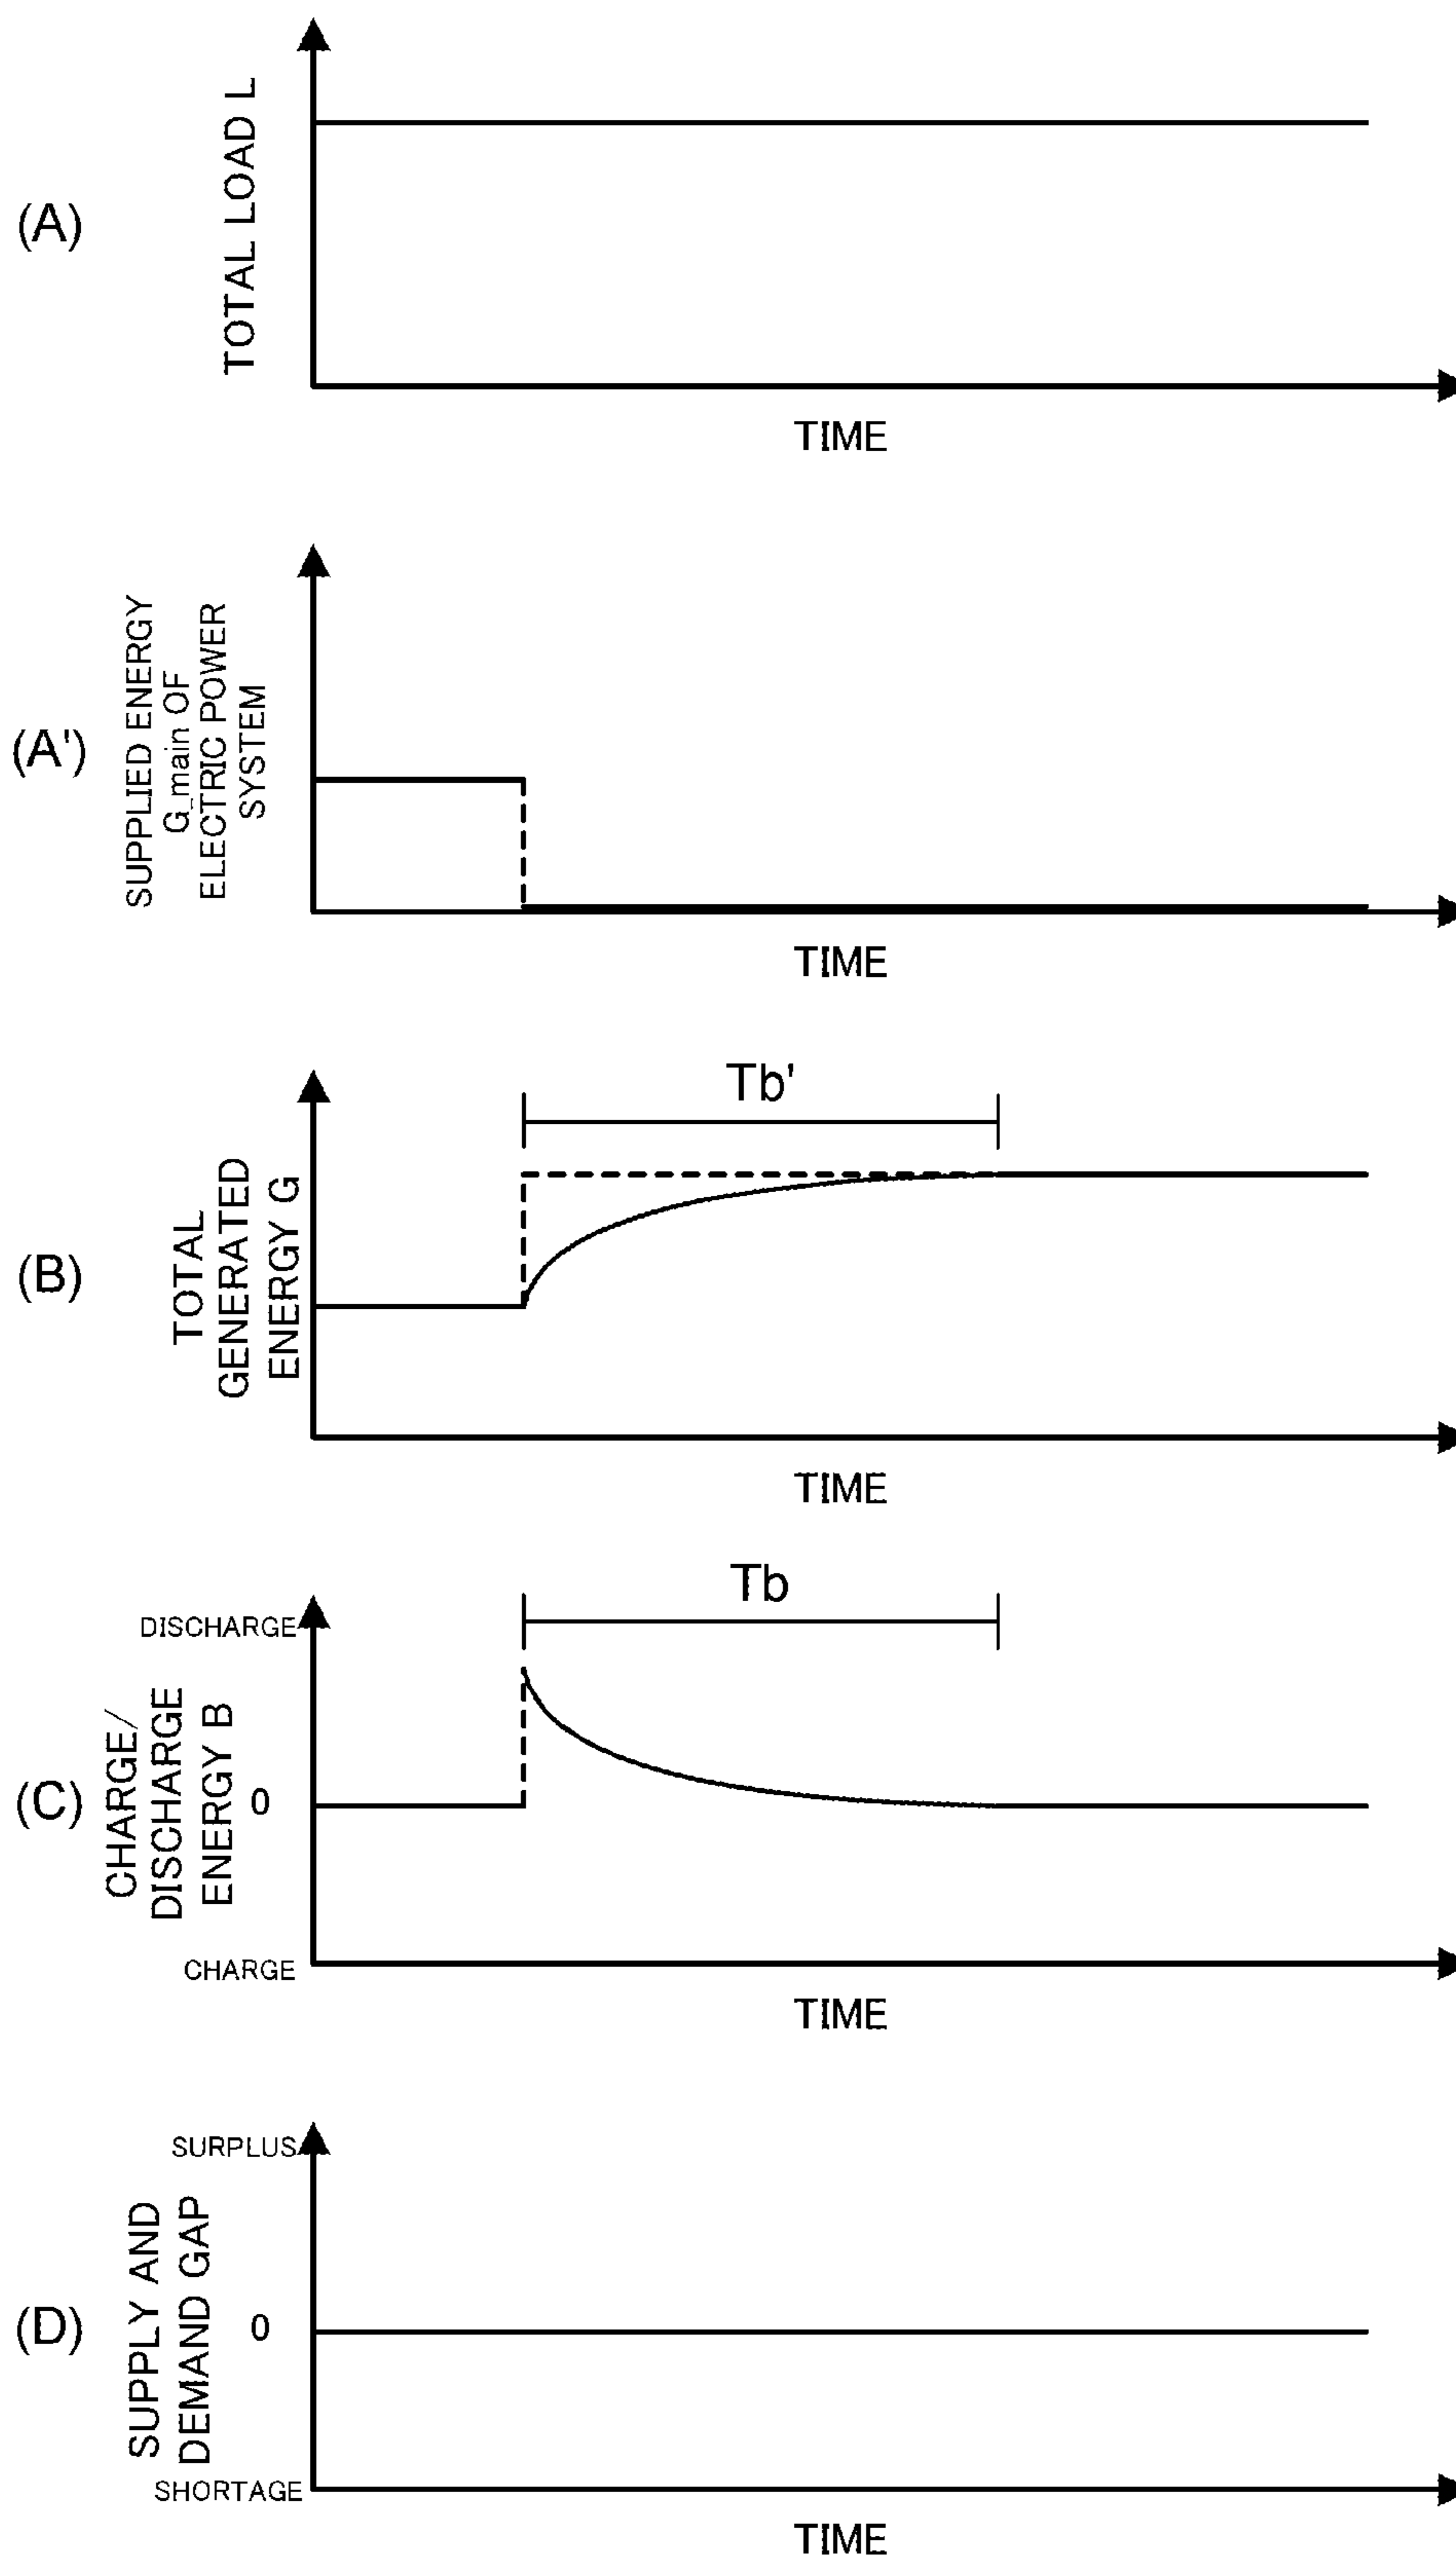 (A)
TOTAL LOAD L
TIME
(A')
SUPPLIED ENERGY
G_main OF
ELECTRIC POWER
SYSTEM
TIME
Tb'
(B)
TOTAL
GENERATED
ENERGY G
TIME
Tb
DISCHARGE
(C)
CHARGE/
DISCHARGE
ENERGY B
0
CHARGE
TIME
SURPLUS
(D)
SUPPLY AND
DEMAND GAP
0
SHORTAGE
TIME